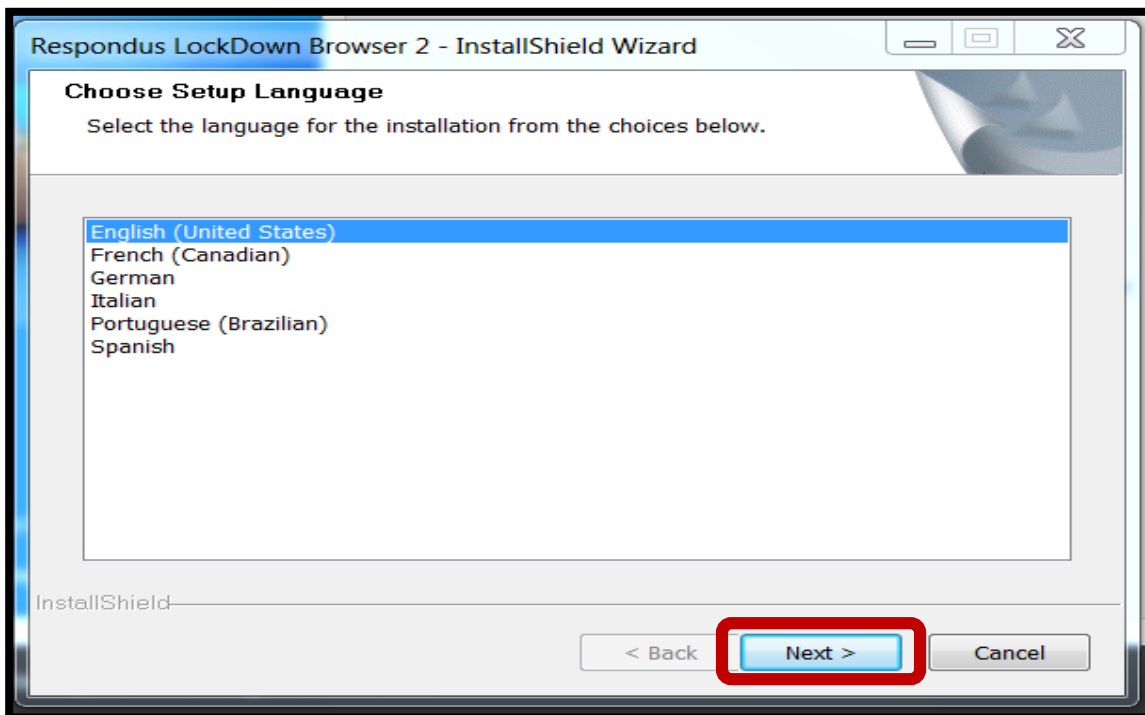 Respondus LockDown Browser 2 - InstallShield Wizard
Choose Setup Language
Select the language for the installation from the choices below.
English (United States)
French (Canadian)
German
Italian
Portuguese (Brazilian)
Spanish
InstallShield
< Back Next > Cancel